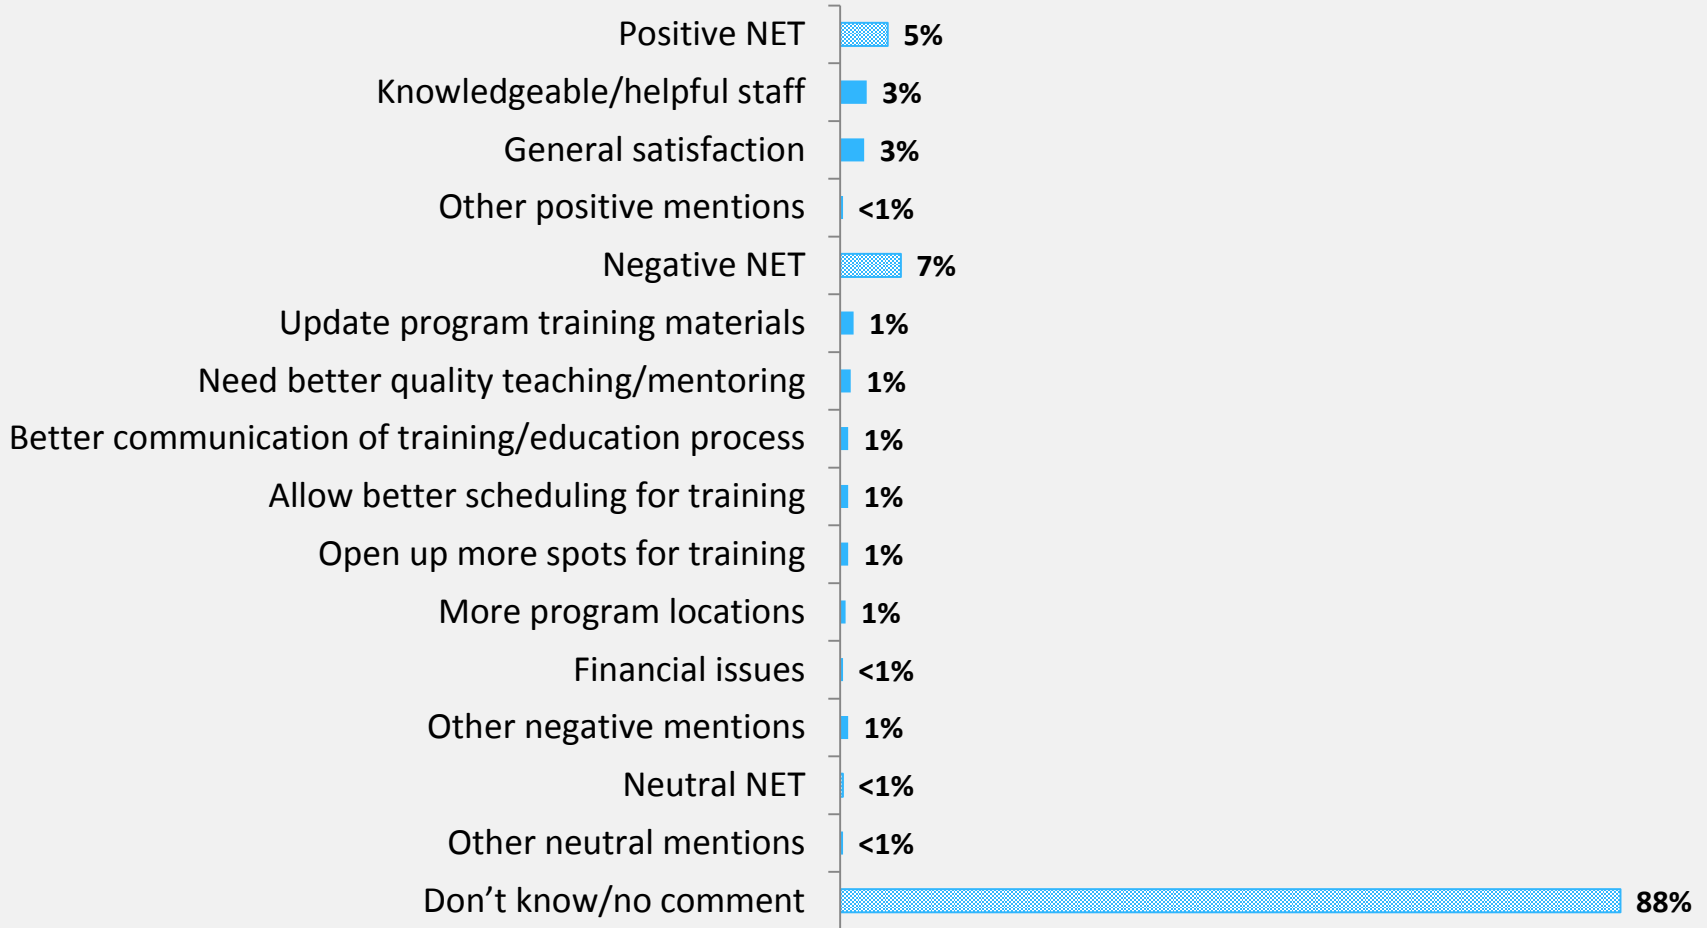 Positive NET 5%
Knowledgeable/helpful staff 3%
General satisfaction 3%
Other positive mentions <1%
Negative NET 7%
Update program training materials 1%
Need better quality teaching/mentoring 1%
Better communication of training/education process 1%
Allow better scheduling for training 1%
Open up more spots for training 1%
More program locations 1%
Financial issues <1%
Other negative mentions 1%
Neutral NET <1%
Other neutral mentions <1%
Don’t know/no comment 88%